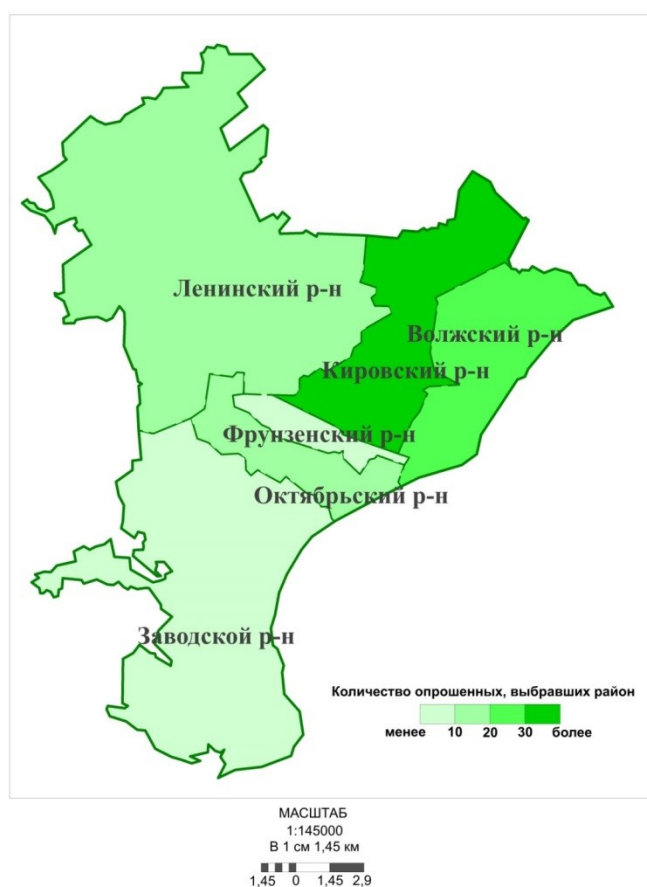 Ленинский р-н
Волжский р-н
Кировский р-н
Фрунзенский р-н
Октябрьский р-н
Заводской р-н
Количество опрошенных, выбравших район
менее 10 20 30 более
МАСШТАБ
1:145000
В 1 см 1,45 км
1,45 0 1,45 2,9